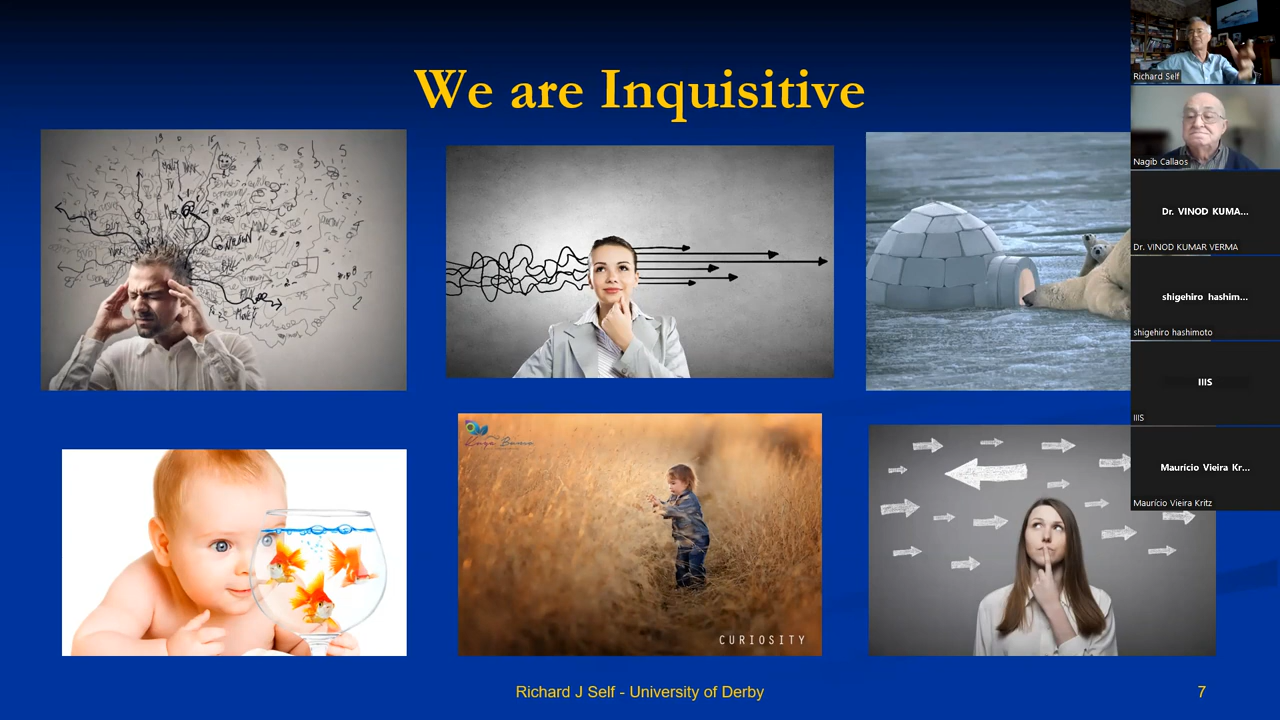 We are Inquisitive
CURIOSITY
Richard J Self - University of Derby
7
Richard Self
Nagib Callaos
Dr. VINOD KUMA...
Dr. VINOD KUMAR VERMA
shigehiro hashim...
shigehiro hashimoto
IIIS
IIIS
Maurício Vieira Kr...
Maurício Vieira Kritz